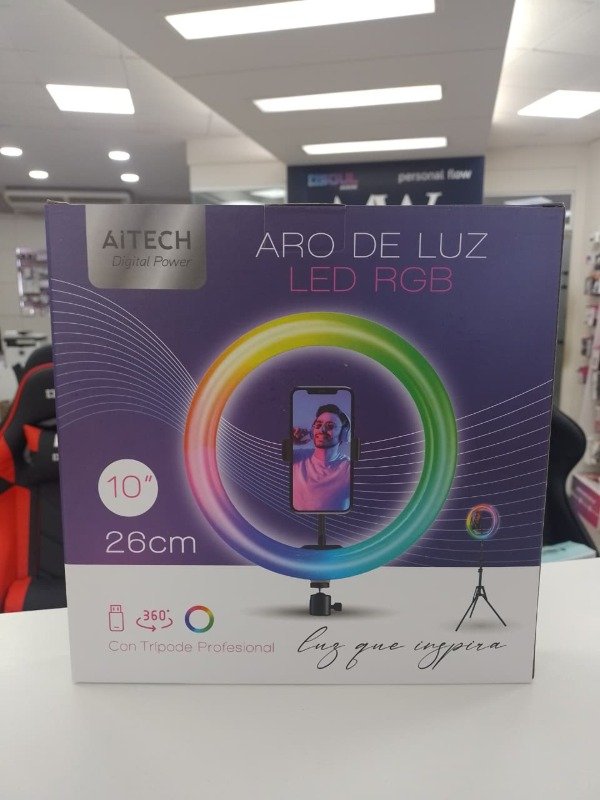 personal flow
AiTECH
Digital Power
ARO DE LUZ
LED RGB
10"
26cm
360°
Con Trípode Profesional
luz que inspira